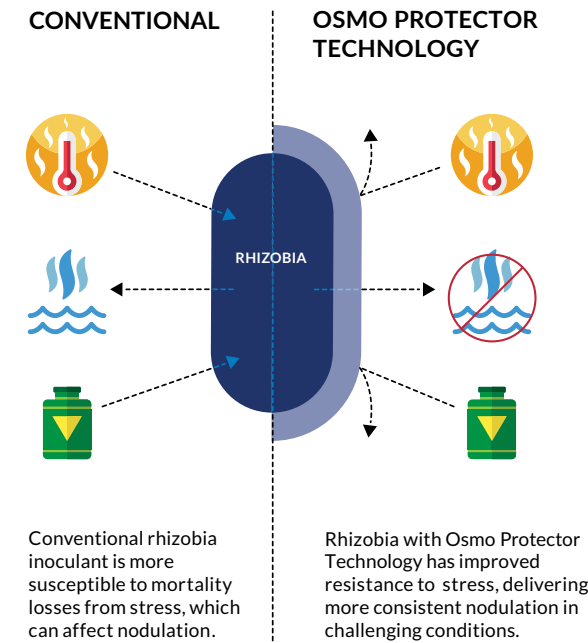 CONVENTIONAL
OSMO PROTECTOR
TECHNOLOGY
RHIZOBIA
Conventional rhizobia
inoculant is more
susceptible to mortality
losses from stress, which
can affect nodulation.
Rhizobia with Osmo Protector
Technology has improved
resistance to stress, delivering
more consistent nodulation in
challenging conditions.